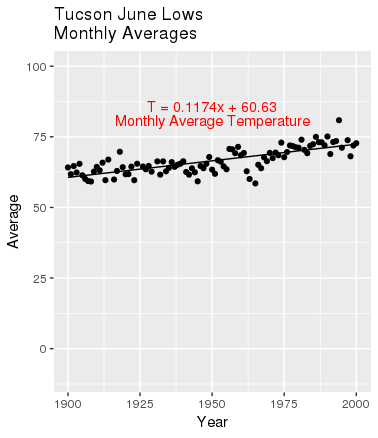 Tucson June Lows
Monthly Averages
100
T = 0.1174x + 60.63
Monthly Average Temperature
75
50
25
0
Average
1900 1925 1950 1975 2000
Year